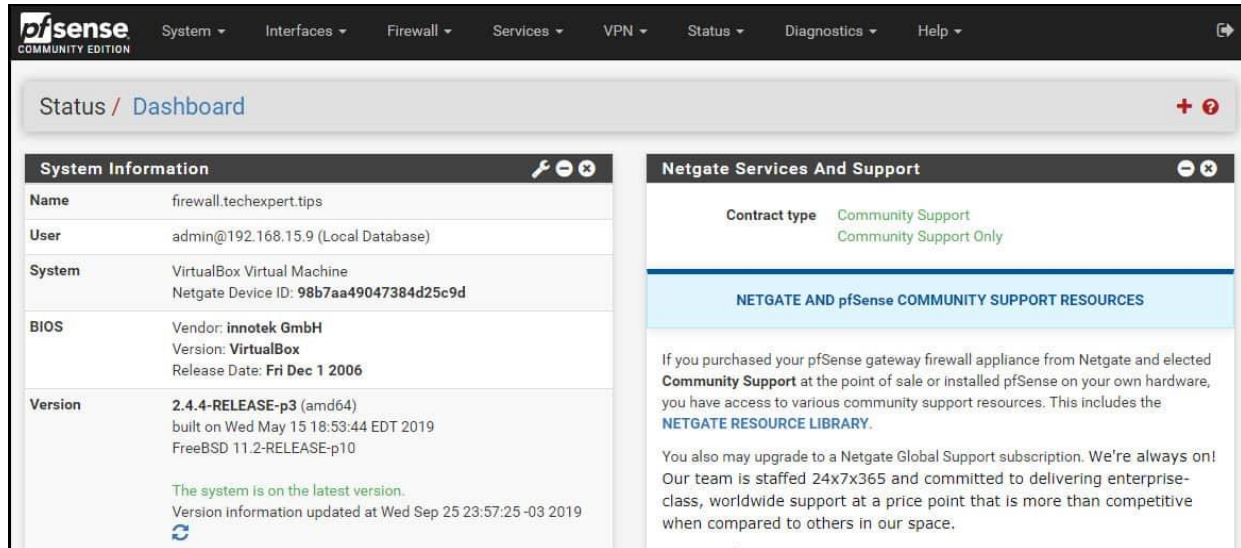 pfsense
COMMUNITY EDITION
System Interfaces Firewall Services VPN Status Diagnostics Help
Status / Dashboard
System Information
Name firewall.techexpert.tips
User admin@192.168.15.9 (Local Database)
System VirtualBox Virtual Machine
Netgate Device ID: 98b7aa49047384d25c9d
BIOS Vendor: innotek GmbH
Version: VirtualBox
Release Date: Fri Dec 1 2006
Version 2.4.4-RELEASE-p3 (amd64)
built on Wed May 15 18:53:44 EDT 2019
FreeBSD 11.2-RELEASE-p10
The system is on the latest version.
Version information updated at Wed Sep 25 23:57:25 -03 2019
Netgate Services And Support
Contract type Community Support
Community Support Only
NETGATE AND pfSense COMMUNITY SUPPORT RESOURCES
If you purchased your pfSense gateway firewall appliance from Netgate and elected
Community Support at the point of sale or installed pfSense on your own hardware,
you have access to various community support resources. This includes the
NETGATE RESOURCE LIBRARY.
You also may upgrade to a Netgate Global Support subscription. We're always on!
Our team is staffed 24x7x365 and committed to delivering enterprise-
class, worldwide support at a price point that is more than competitive
when compared to others in our space.